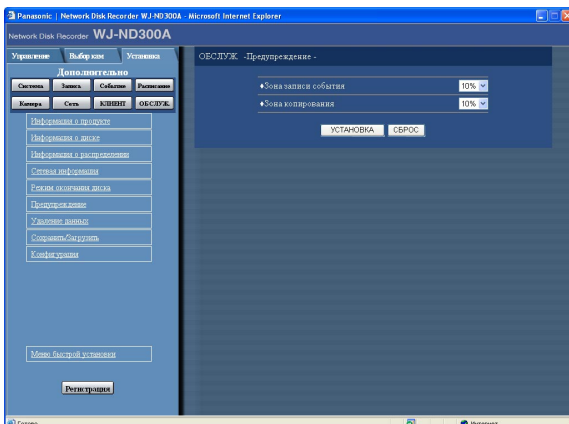 Panasonic | Network Disk Recorder WJ-ND300A - Microsoft Internet Explorer
Network Disk Recorder WJ-ND300A
Управление Выбор кам Установка
Дополнительно
Система Запись Событие Расписание
Камера Сеть КЛИЕНТ ОБСЛУЖ.
Информация о продукте
Информация о диске
Информация о распределении
Сетевая информация
Режим окончания диска
Предупреждение
Удаление данных
Сохранить/Загрузить
Конфигурация
Меню быстрой установки
Регистрация
ОБСЛУЖ. -Предупреждение -
♦Зона записи события 10%
♦Зона копирования 10%
УСТАНОВКА СБРОС
Готово Интернет